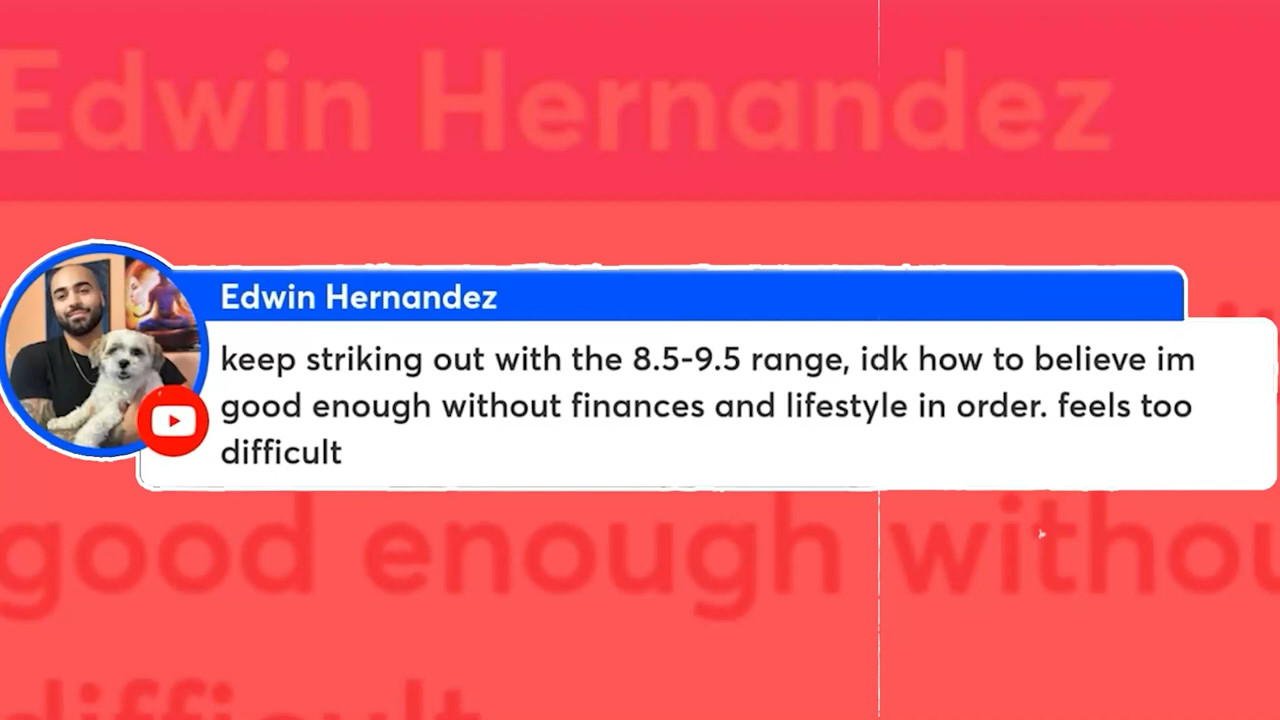 Edwin Hernandez
Edwin Hernandez
keep striking out with the 8.5-9.5 range, idk how to believe im
good enough without finances and lifestyle in order. feels too
difficult
good enough withou
difficult